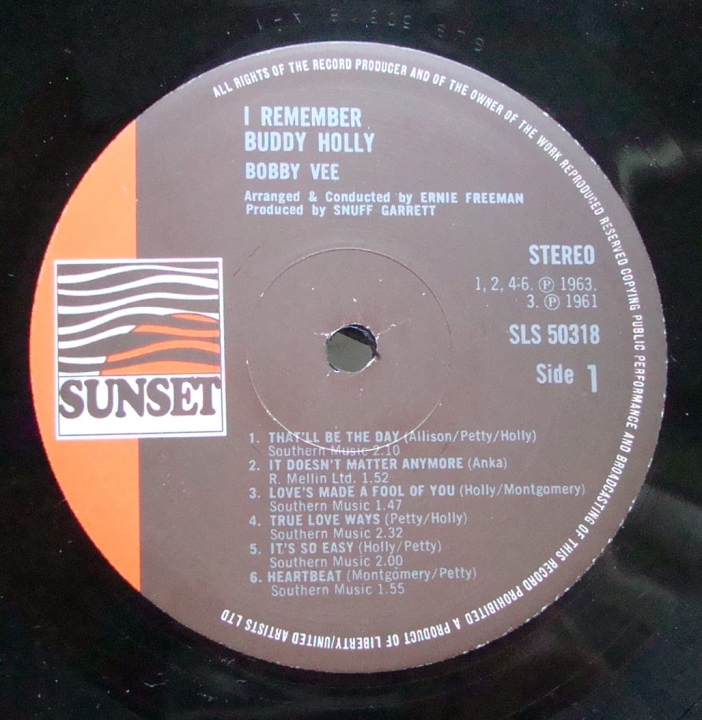 ALL RIGHTS OF THE RECORD PRODUCER AND OF THE OWNER OF THE WORK REPRODUCED RESERVED COPYING PUBLIC PERFORMANCE AND BROADCASTING OF THIS RECORD PROHIBITED A PRODUCT OF LIBERTY/UNITED ARTISTS LTD
I REMEMBER
BUDDY HOLLY
BOBBY VEE
Arranged & Conducted by ERNIE FREEMAN
Produced by SNUFF GARRETT
STEREO
1, 2, 4-6. Ⓟ 1963.
3. Ⓟ 1961
SLS 50318
Side 1
SUNSET
1. THAT'LL BE THE DAY (Allison/Petty/Holly)
Southern Music 2.10
2. IT DOESN'T MATTER ANYMORE (Anka)
R. Mellin Ltd. 1.52
3. LOVE'S MADE A FOOL OF YOU (Holly/Montgomery)
Southern Music 1.47
4. TRUE LOVE WAYS (Petty/Holly)
Southern Music 2.32
5. IT'S SO EASY (Holly/Petty)
Southern Music 2.00
6. HEARTBEAT (Montgomery/Petty)
Southern Music 1.55